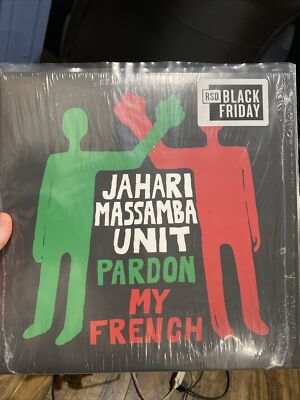 RSD BLACK
FRIDAY
JAHARI
MASSAMBA
UNIT
PARDON
MY
FRENCH